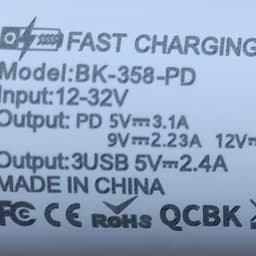 FAST CHARGING
Model:BK-358-PD
Input:12-32V
Output: PD 5V⎓3.1A
9V⎓2.23A 12V⎓
Output:3USB 5V⎓2.4A
MADE IN CHINA
FC CE RoHS QCBK